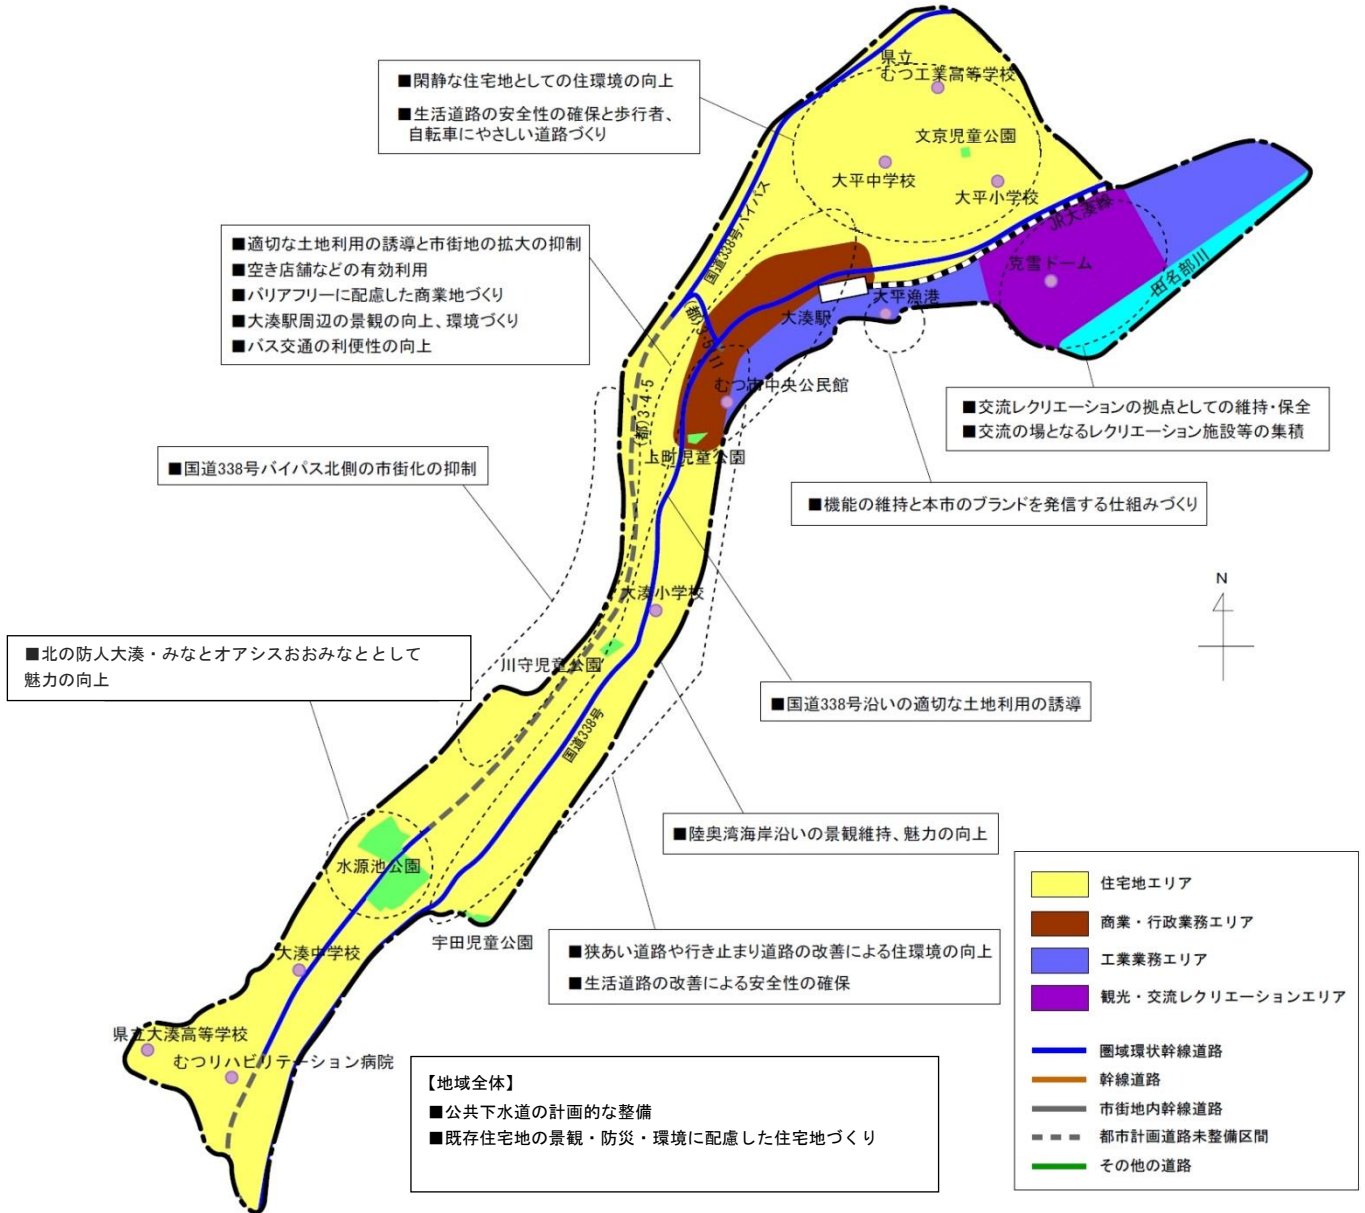 ■閑静な住宅地としての住環境の向上
■生活道路の安全性の確保と歩行者、
自転車にやさしい道路づくり
県立
むつ工業高等学校
文京児童公園
大平中学校
大平小学校
国道338号バイパス
JR大湊線
克雪ドーム
田名部川
■適切な土地利用の誘導と市街地の拡大の抑制
■空き店舗などの有効利用
■バリアフリーに配慮した商業地づくり
■大湊駅周辺の景観の向上、環境づくり
■バス交通の利便性の向上
大平漁港
大湊駅
(都)3・5・11
(都)3・4・5
むつ市中央公民館
上町児童公園
■交流レクリエーションの拠点としての維持・保全
■交流の場となるレクリエーション施設等の集積
■国道338号バイパス北側の市街化の抑制
■機能の維持と本市のブランドを発信する仕組みづくり
N
大湊小学校
■北の防人大湊・みなとオアシスおおみなととして
魅力の向上
川守児童公園
■国道338号沿いの適切な土地利用の誘導
国道338号
■陸奥湾海岸沿いの景観維持、魅力の向上
水源池公園
宇田児童公園
大湊中学校
■狭あい道路や行き止まり道路の改善による住環境の向上
■生活道路の改善による安全性の確保
県立大湊高等学校
むつリハビリテーション病院
【地域全体】
■公共下水道の計画的な整備
■既存住宅地の景観・防災・環境に配慮した住宅地づくり
住宅地エリア
商業・行政業務エリア
工業業務エリア
観光・交流レクリエーションエリア
圏域環状幹線道路
幹線道路
市街地内幹線道路
都市計画道路未整備区間
その他の道路